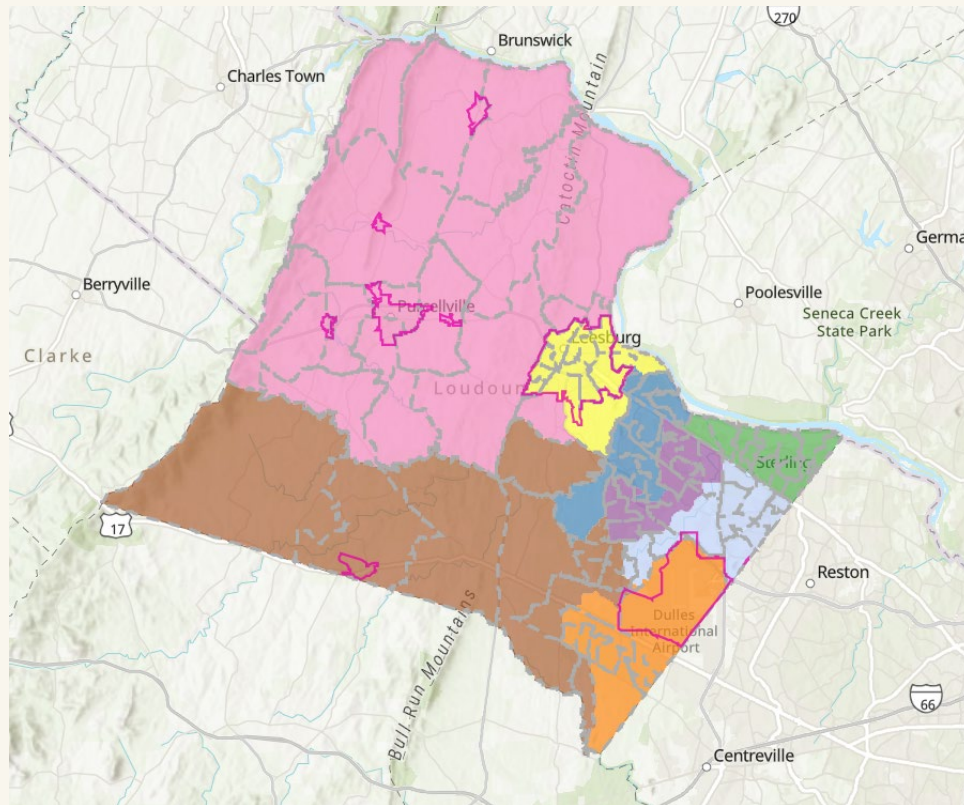 270
Brunswick
Charles Town
Catoctin Mountain
Germa
Berryville
Poolesville
Purcellville
Seneca Creek
State Park
Leesburg
Clarke
Loudoun
Sterling
17
Reston
Dulles
International
Airport
Bull Run Mountains
66
Centreville